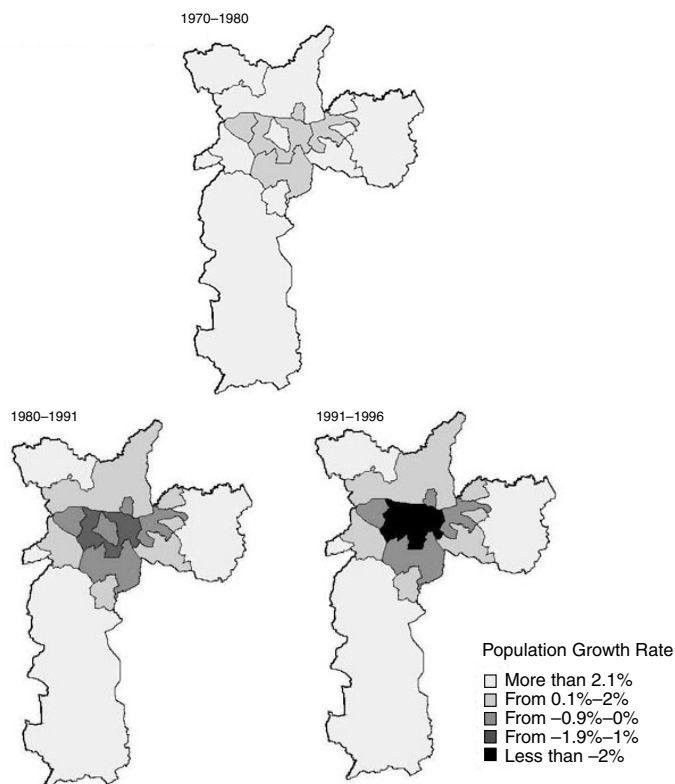 1970–1980
1980–1991
1991–1996
Population Growth Rate
More than 2.1%
From 0.1%–2%
From –0.9%–0%
From –1.9%–1%
Less than –2%